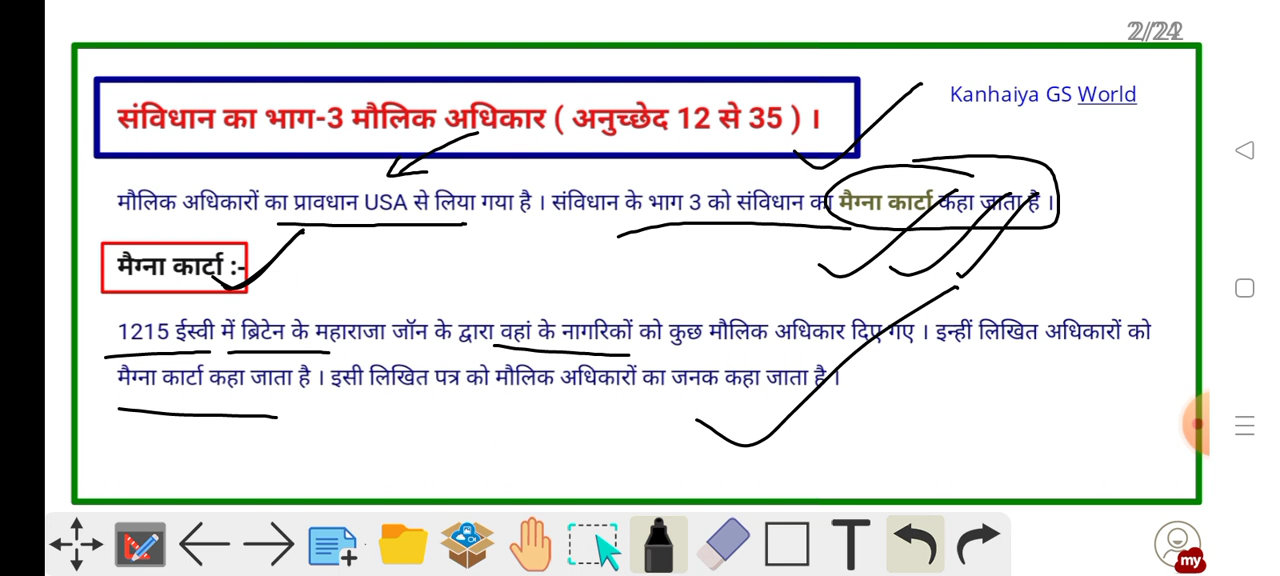 2/24
संविधान का भाग-3 मौलिक अधिकार ( अनुच्छेद 12 से 35 ) ।
Kanhaiya GS World
मौलिक अधिकारों का प्रावधान USA से लिया गया है । संविधान के भाग 3 को संविधान का मैग्ना कार्टा कहा जाता है ।
मैग्ना कार्टा :-
1215 ईस्वी में ब्रिटेन के महाराजा जॉन के द्वारा वहां के नागरिकों को कुछ मौलिक अधिकार दिए गए । इन्हीं लिखित अधिकारों को
मैग्ना कार्टा कहा जाता है । इसी लिखित पत्र को मौलिक अधिकारों का जनक कहा जाता है ।
T
my